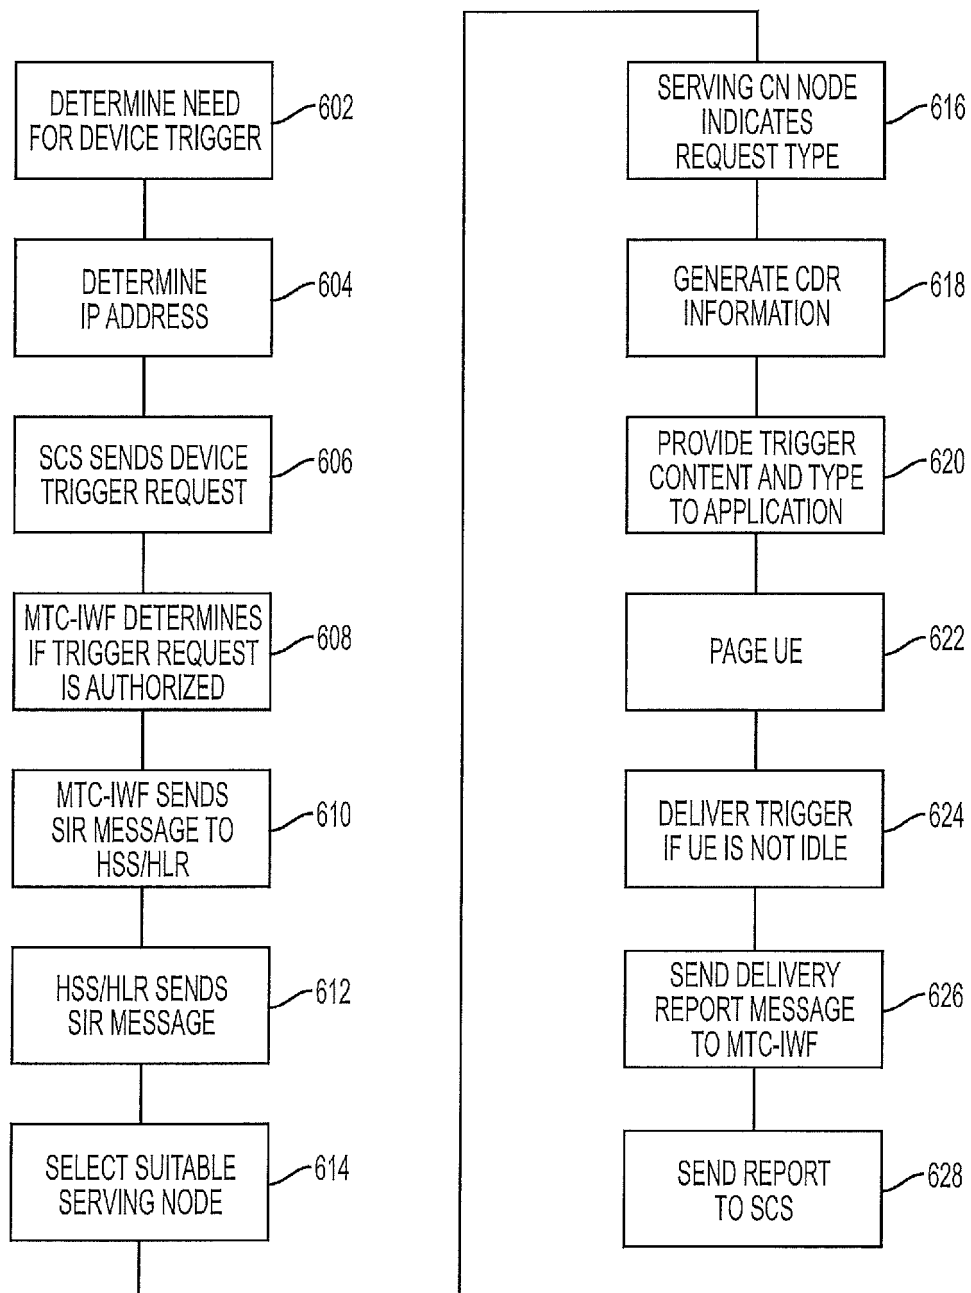 DETERMINE NEED
FOR DEVICE TRIGGER
602
DETERMINE
IP ADDRESS
604
SCS SENDS DEVICE
TRIGGER REQUEST
606
MTC-IWF DETERMINES
IF TRIGGER REQUEST
IS AUTHORIZED
608
MTC-IWF SENDS
SIR MESSAGE TO
HSS/HLR
610
HSS/HLR SENDS
SIR MESSAGE
612
SELECT SUITABLE
SERVING NODE
614
SERVING CN NODE
INDICATES
REQUEST TYPE
616
GENERATE CDR
INFORMATION
618
PROVIDE TRIGGER
CONTENT AND TYPE
TO APPLICATION
620
PAGE UE
622
DELIVER TRIGGER
IF UE IS NOT IDLE
624
SEND DELIVERY
REPORT MESSAGE
TO MTC-IWF
626
SEND REPORT
TO SCS
628